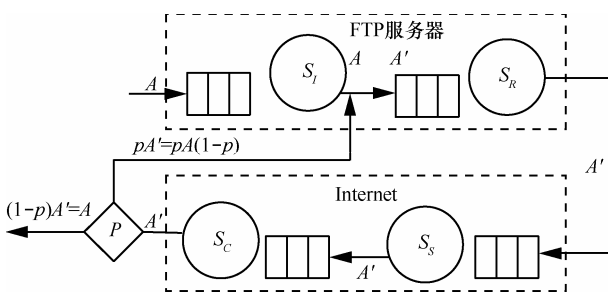 FTP服务器
A
S_I
A
A′
S_R
pA′=pA(1−p)
A′
Internet
(1−p)A′=A
P
A′
S_C
A′
S_S